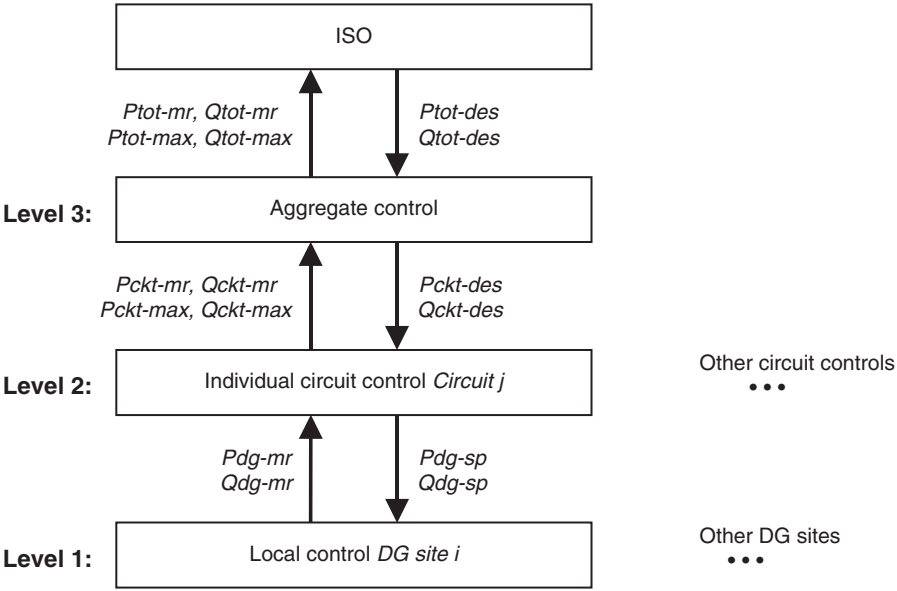 ISO
Ptot-mr, Qtot-mr
Ptot-max, Qtot-max
Ptot-des
Qtot-des
Level 3:
Aggregate control
Pckt-mr, Qckt-mr
Pckt-max, Qckt-max
Pckt-des
Qckt-des
Level 2:
Individual circuit control Circuit j
Other circuit controls
•••
Pdg-mr
Qdg-mr
Pdg-sp
Qdg-sp
Level 1:
Local control DG site i
Other DG sites
•••